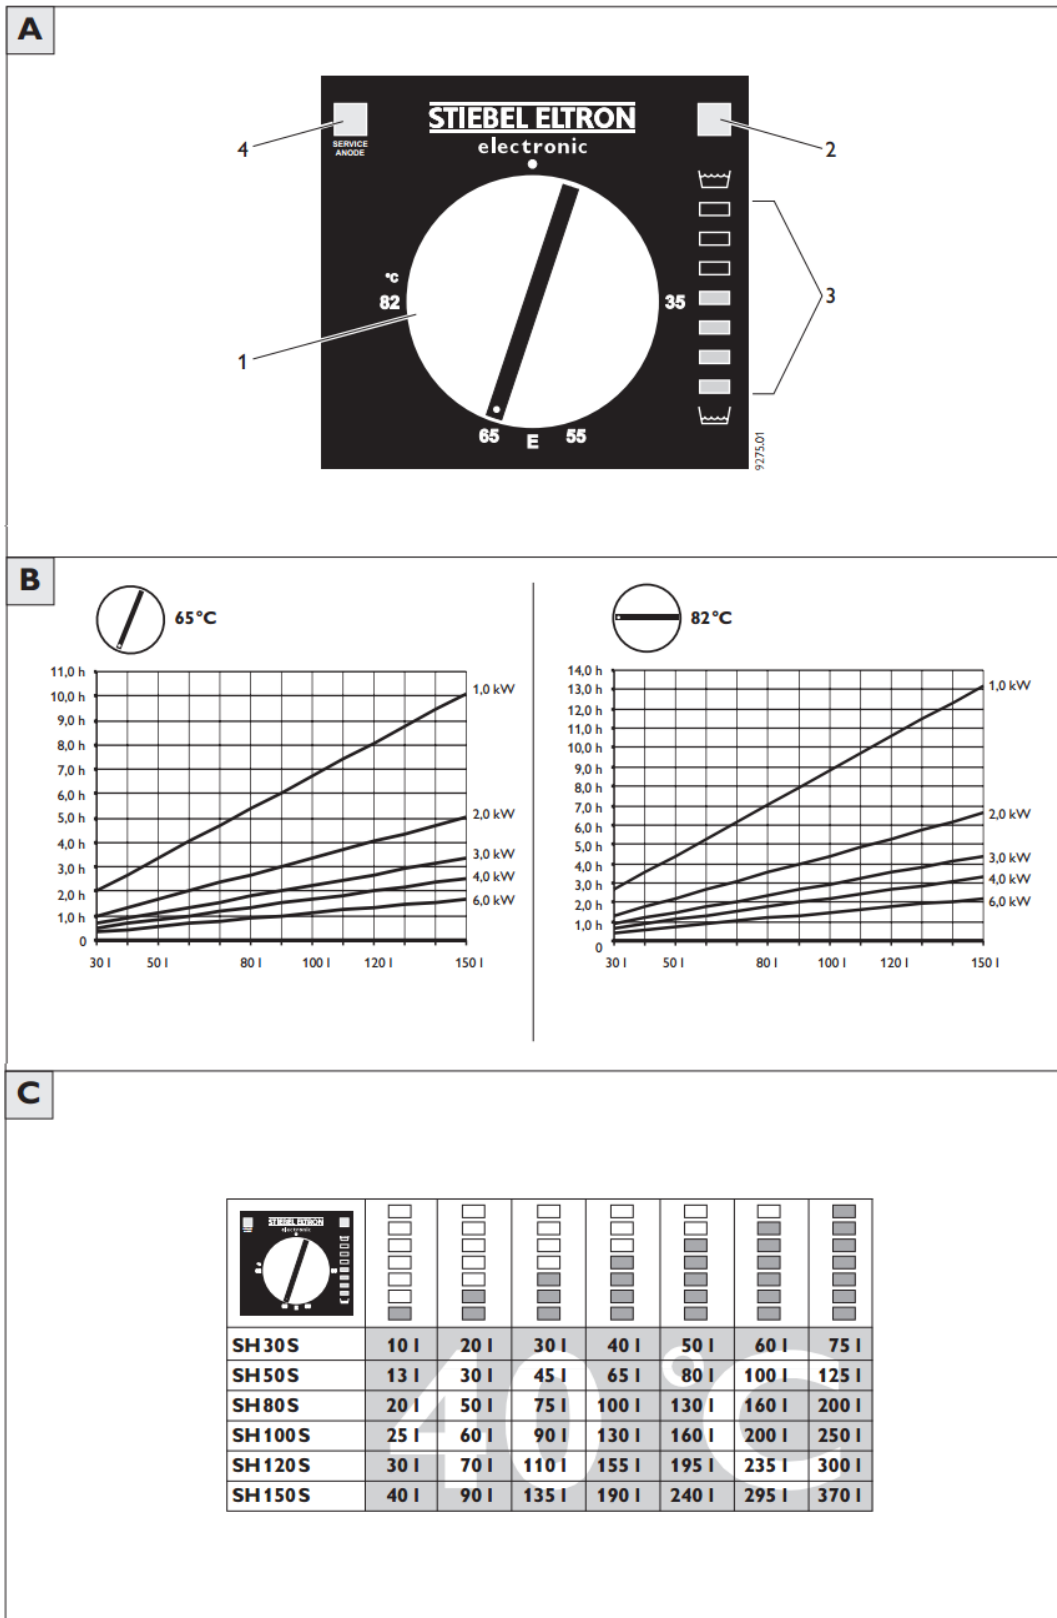 A
STIEBEL ELTRON
electronic
SERVICE
ANODE
4
2
°C
82
35
3
1
65
E
55
9275.01
B
65°C
11,0 h
10,0 h
9,0 h
8,0 h
7,0 h
6,0 h
5,0 h
4,0 h
3,0 h
2,0 h
1,0 h
0
1,0 kW
2,0 kW
3,0 kW
4,0 kW
6,0 kW
30 l 50 l 80 l 100 l 120 l 150 l
82°C
14,0 h
13,0 h
12,0 h
11,0 h
10,0 h
9,0 h
8,0 h
7,0 h
6,0 h
5,0 h
4,0 h
3,0 h
2,0 h
1,0 h
0
1,0 kW
2,0 kW
3,0 kW
4,0 kW
6,0 kW
30 l 50 l 80 l 100 l 120 l 150 l
C
STIEBEL ELTRON
electronic
40 °C
SH 30 S 10 l 20 l 30 l 40 l 50 l 60 l 75 l
SH 50 S 13 l 30 l 45 l 65 l 80 l 100 l 125 l
SH 80 S 20 l 50 l 75 l 100 l 130 l 160 l 200 l
SH 100 S 25 l 60 l 90 l 130 l 160 l 200 l 250 l
SH 120 S 30 l 70 l 110 l 155 l 195 l 235 l 300 l
SH 150 S 40 l 90 l 135 l 190 l 240 l 295 l 370 l